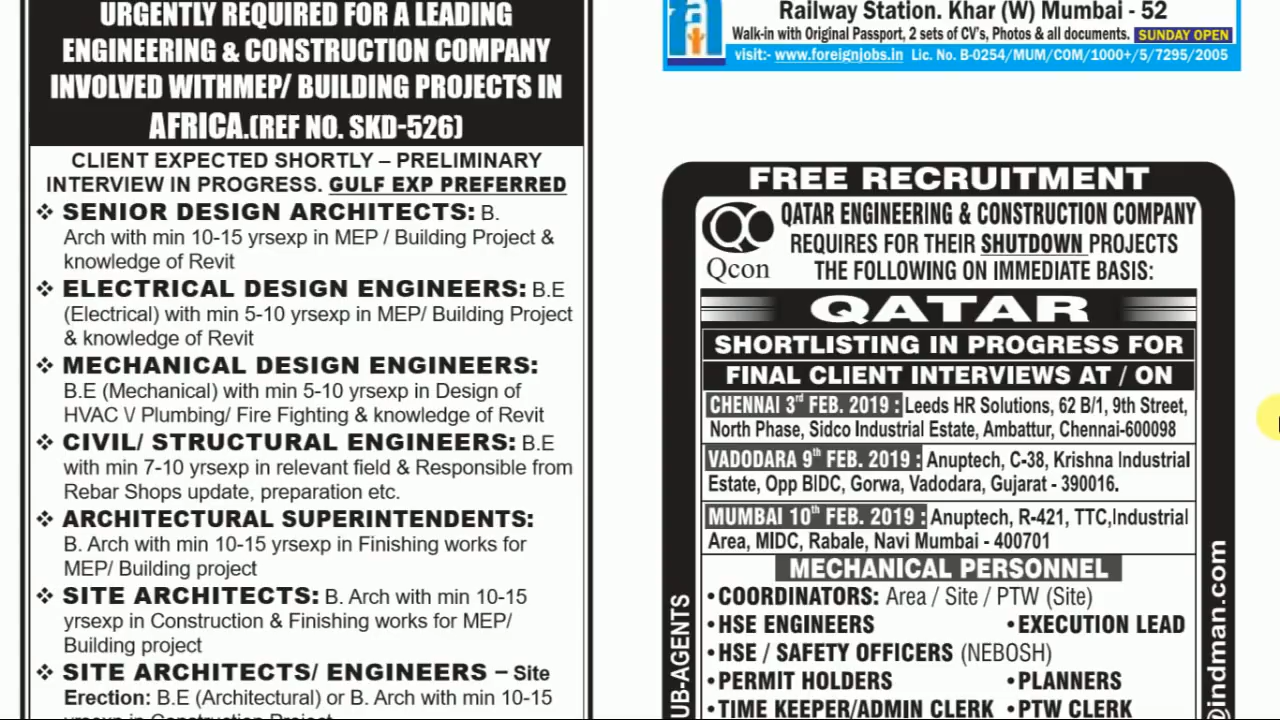 URGENTLY REQUIRED FOR A LEADING
ENGINEERING & CONSTRUCTION COMPANY
INVOLVED WITHMEP/ BUILDING PROJECTS IN
AFRICA.(REF NO. SKD-526)
CLIENT EXPECTED SHORTLY – PRELIMINARY
INTERVIEW IN PROGRESS. GULF EXP PREFERRED
❖ SENIOR DESIGN ARCHITECTS: B.
Arch with min 10-15 yrsexp in MEP / Building Project &
knowledge of Revit
❖ ELECTRICAL DESIGN ENGINEERS: B.E
(Electrical) with min 5-10 yrsexp in MEP/ Building Project
& knowledge of Revit
❖ MECHANICAL DESIGN ENGINEERS:
B.E (Mechanical) with min 5-10 yrsexp in Design of
HVAC \/ Plumbing/ Fire Fighting & knowledge of Revit
❖ CIVIL/ STRUCTURAL ENGINEERS: B.E
with min 7-10 yrsexp in relevant field & Responsible from
Rebar Shops update, preparation etc.
❖ ARCHITECTURAL SUPERINTENDENTS:
B. Arch with min 10-15 yrsexp in Finishing works for
MEP/ Building project
❖ SITE ARCHITECTS: B. Arch with min 10-15
yrsexp in Construction & Finishing works for MEP/
Building project
❖ SITE ARCHITECTS/ ENGINEERS – Site
Erection: B.E (Architectural) or B. Arch with min 10-15
yrsexp in Construction Project
Railway Station. Khar (W) Mumbai - 52
Walk-in with Original Passport, 2 sets of CV's, Photos & all documents. SUNDAY OPEN
visit:- www.foreignjobs.in Lic. No. B-0254/MUM/COM/1000+/5/7295/2005
FREE RECRUITMENT
Qcon
QATAR ENGINEERING & CONSTRUCTION COMPANY
REQUIRES FOR THEIR SHUTDOWN PROJECTS
THE FOLLOWING ON IMMEDIATE BASIS:
QATAR
SHORTLISTING IN PROGRESS FOR
FINAL CLIENT INTERVIEWS AT / ON
CHENNAI 3rd FEB. 2019 : Leeds HR Solutions, 62 B/1, 9th Street,
North Phase, Sidco Industrial Estate, Ambattur, Chennai-600098
VADODARA 9th FEB. 2019 : Anuptech, C-38, Krishna Industrial
Estate, Opp BIDC, Gorwa, Vadodara, Gujarat - 390016.
MUMBAI 10th FEB. 2019 : Anuptech, R-421, TTC,Industrial
Area, MIDC, Rabale, Navi Mumbai - 400701
MECHANICAL PERSONNEL
•COORDINATORS: Area / Site / PTW (Site)
•HSE ENGINEERS •EXECUTION LEAD
•HSE / SAFETY OFFICERS (NEBOSH)
•PERMIT HOLDERS •PLANNERS
•TIME KEEPER/ADMIN CLERK •PTW CLERK
UB-AGENTS
@indman.com